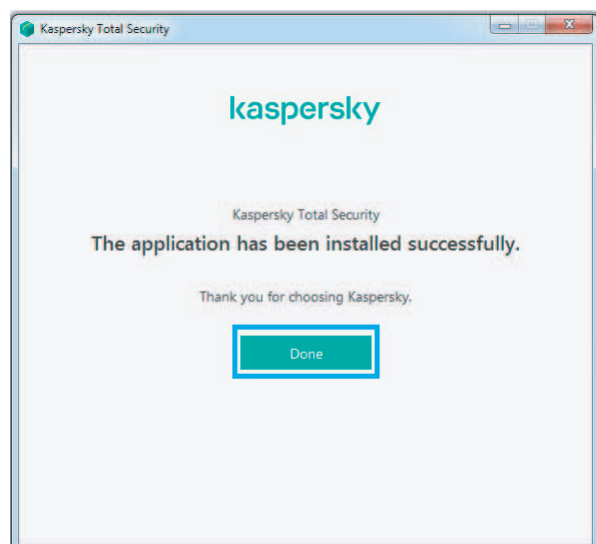 Kaspersky Total Security
kaspersky
Kaspersky Total Security
The application has been installed successfully.
Thank you for choosing Kaspersky.
Done